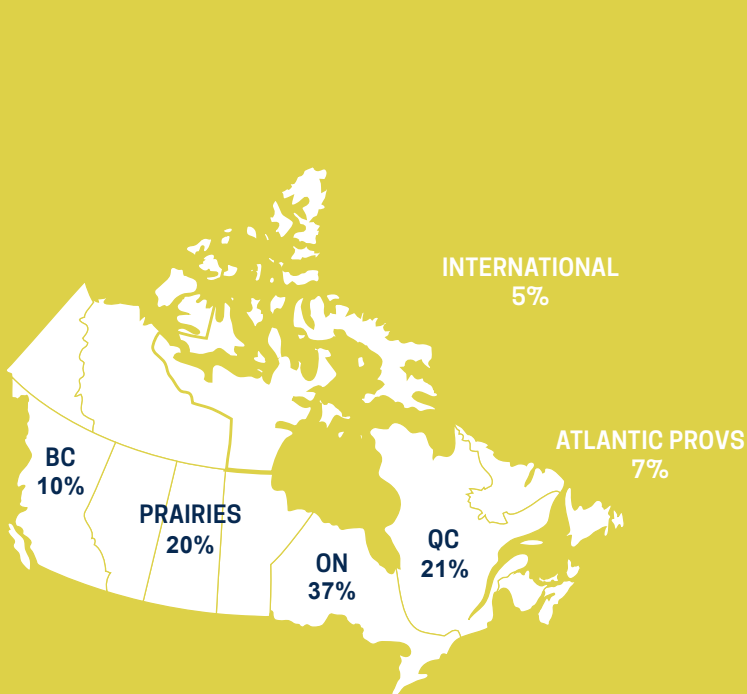 INTERNATIONAL
5%
ATLANTIC PROVS
7%
BC
10%
PRAIRIES
20%
ON
37%
QC
21%